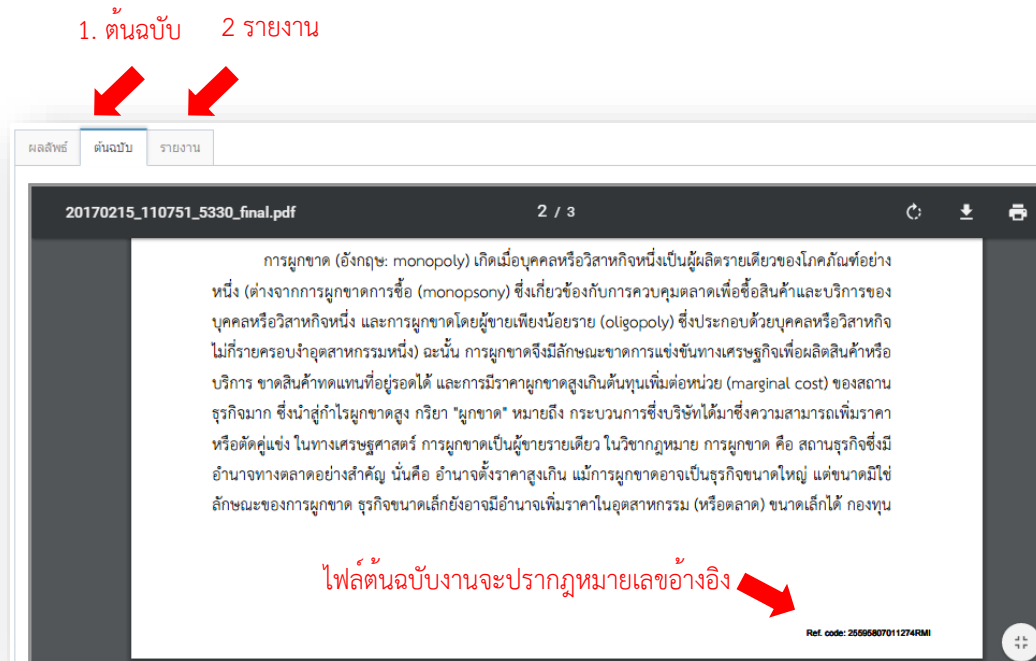 1. ต้นฉบับ 2 รายงาน
ผลลัพธ์ ต้นฉบับ รายงาน
20170215_110751_5330_final.pdf 2 / 3
การผูกขาด (อังกฤษ: monopoly) เกิดเมื่อบุคคลหรือวิสาหกิจหนึ่งเป็นผู้ผลิตรายเดียวของโภคภัณฑ์อย่าง
หนึ่ง (ต่างจากการผูกขาดการซื้อ (monopsony) ซึ่งเกี่ยวข้องกับการควบคุมตลาดเพื่อซื้อสินค้าและบริการของ
บุคคลหรือวิสาหกิจหนึ่ง และการผูกขาดโดยผู้ขายเพียงน้อยราย (oligopoly) ซึ่งประกอบด้วยบุคคลหรือวิสาหกิจ
ไม่กี่รายครอบงำอุตสาหกรรมหนึ่ง) ฉะนั้น การผูกขาดจึงมีลักษณะขาดการแข่งขันทางเศรษฐกิจเพื่อผลิตสินค้าหรือ
บริการ ขาดสินค้าทดแทนที่อยู่รอดได้ และการมีราคาผูกขาดสูงเกินต้นทุนเพิ่มต่อหน่วย (marginal cost) ของสถาน
ธุรกิจมาก ซึ่งนำสู่กำไรผูกขาดสูง กริยา "ผูกขาด" หมายถึง กระบวนการซึ่งบริษัทได้มาซึ่งความสามารถเพิ่มราคา
หรือตัดคู่แข่ง ในทางเศรษฐศาสตร์ การผูกขาดเป็นผู้ขายรายเดียว ในวิชากฎหมาย การผูกขาด คือ สถานธุรกิจซึ่งมี
อำนาจทางตลาดอย่างสำคัญ นั่นคือ อำนาจตั้งราคาสูงเกิน แม้การผูกขาดอาจเป็นธุรกิจขนาดใหญ่ แต่ขนาดมิใช่
ลักษณะของการผูกขาด ธุรกิจขนาดเล็กยังอาจมีอำนาจเพิ่มราคาในอุตสาหกรรม (หรือตลาด) ขนาดเล็กได้ กองทุน
ไฟล์ต้นฉบับงานจะปรากฎหมายเลขอ้างอิง
Ref. code: 25595807011274RMI